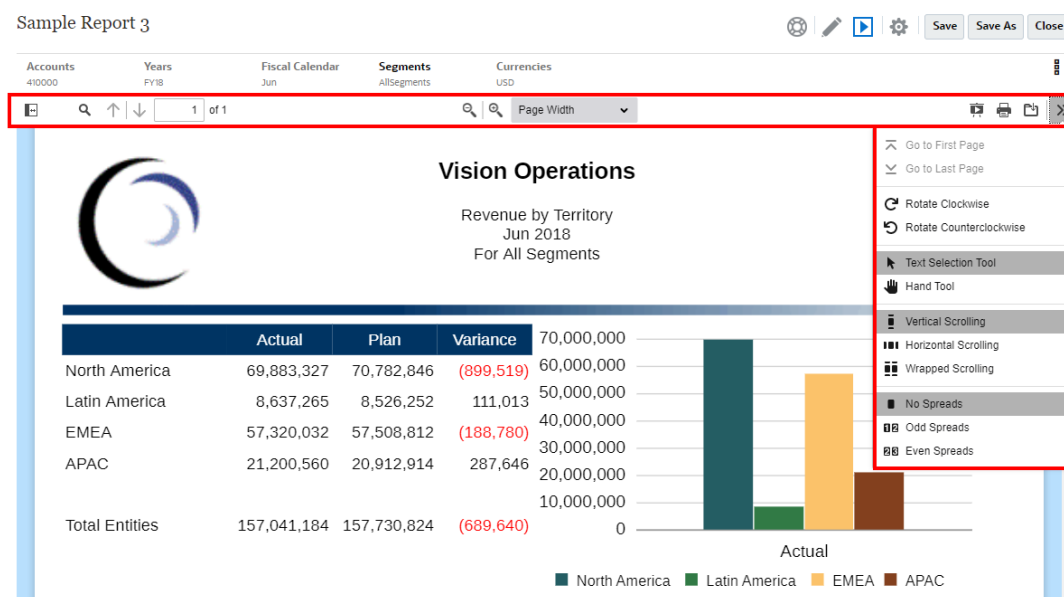 Sample Report 3
Save Save As Close
Accounts Years Fiscal Calendar Segments Currencies
410000 FY18 Jun AllSegments USD
1 of 1 Page Width
Go to First Page
Go to Last Page
Rotate Clockwise
Rotate Counterclockwise
Text Selection Tool
Hand Tool
Vertical Scrolling
Horizontal Scrolling
Wrapped Scrolling
No Spreads
Odd Spreads
Even Spreads
Vision Operations
Revenue by Territory
Jun 2018
For All Segments
Actual Plan Variance
North America 69,883,327 70,782,846 (899,519)
Latin America 8,637,265 8,526,252 111,013
EMEA 57,320,032 57,508,812 (188,780)
APAC 21,200,560 20,912,914 287,646
Total Entities 157,041,184 157,730,824 (689,640)
70,000,000
60,000,000
50,000,000
40,000,000
30,000,000
20,000,000
10,000,000
0
Actual
North America Latin America EMEA APAC